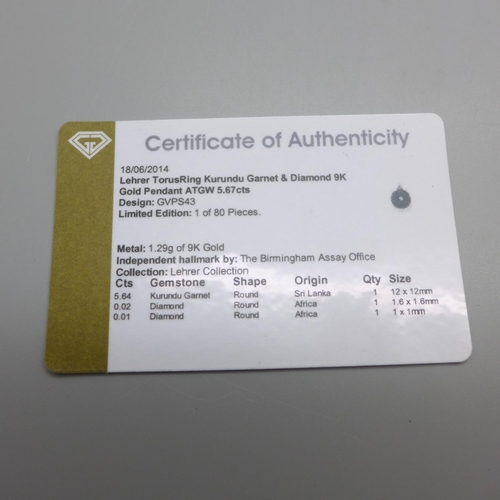 Certificate of Authenticity
18/06/2014
Lehrer TorusRing Kurundu Garnet & Diamond 9K
Gold Pendant ATGW 5.67cts
Design: GVPS43
Limited Edition: 1 of 80 Pieces.
Metal: 1.29g of 9K Gold
Independent hallmark by: The Birmingham Assay Office
Collection: Lehrer Collection
Cts Gemstone Shape Origin Qty Size
5.64 Kurundu Garnet Round Sri Lanka 1 12 x 12mm
0.02 Diamond Round Africa 1 1.6 x 1.6mm
0.01 Diamond Round Africa 1 1 x 1mm